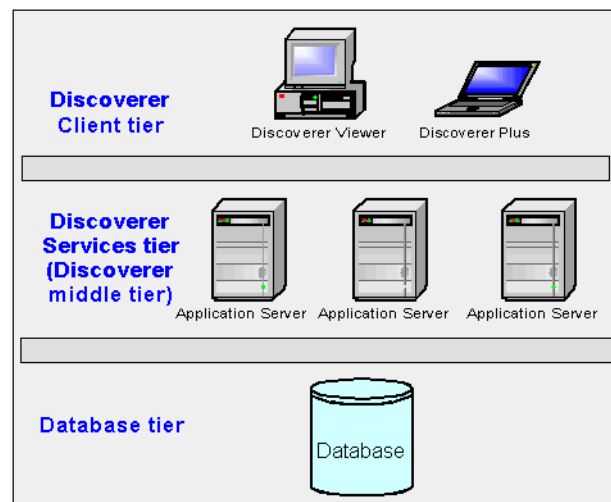 Discoverer
Client tier
Discoverer Viewer
Discoverer Plus
Discoverer
Services tier
(Discoverer
middle tier)
Application Server
Application Server
Application Server
Database tier
Database